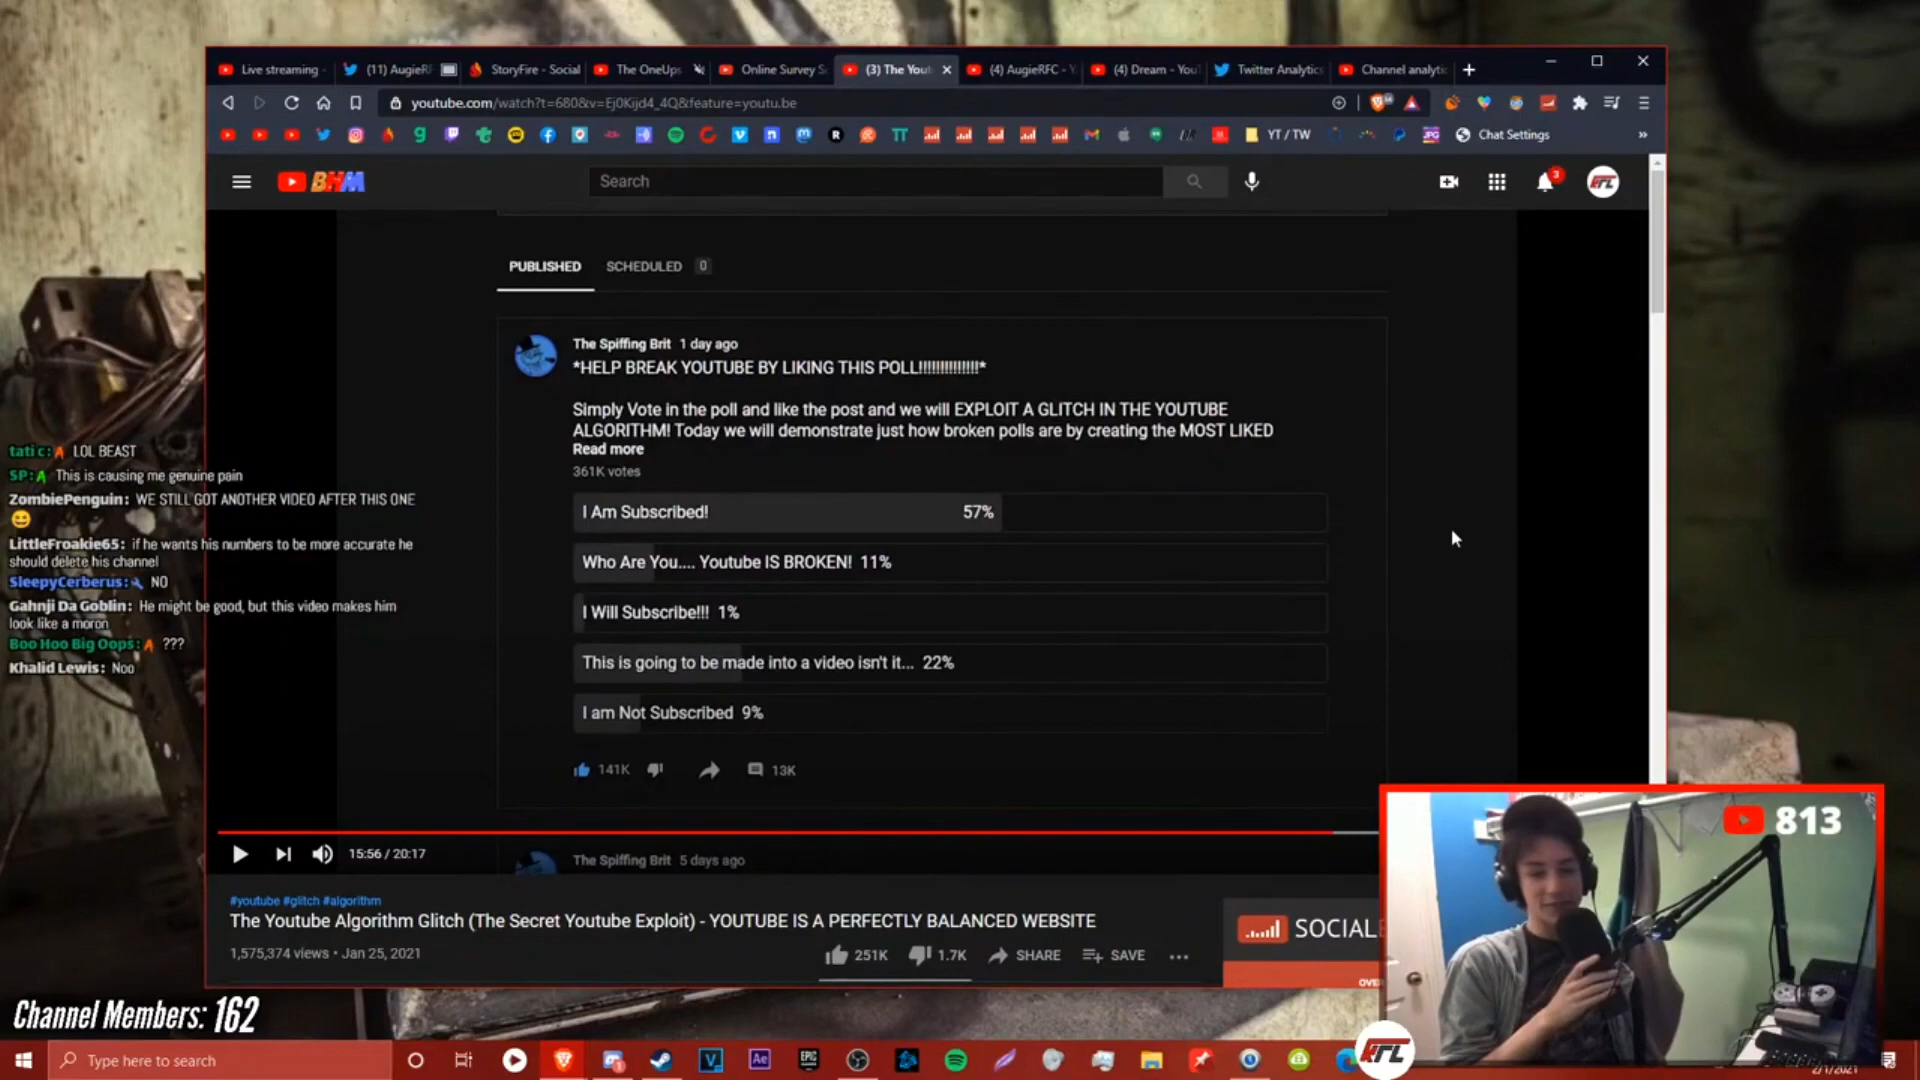 Live streaming
(11) AugieRF
StoryFire - Social
The OneUps
Online Survey S
(3) The Yout
(4) AugieRFC - Y
(4) Dream - You
Twitter Analytics
Channel analytic
youtube.com/watch?t=680&v=Ej0Kijd4_4Q&feature=youtu.be
YT / TW
Chat Settings
BHM
Search
3
PUBLISHED
SCHEDULED 0
The Spiffing Brit 1 day ago
*HELP BREAK YOUTUBE BY LIKING THIS POLL!!!!!!!!!!!!!!*
Simply Vote in the poll and like the post and we will EXPLOIT A GLITCH IN THE YOUTUBE
ALGORITHM! Today we will demonstrate just how broken polls are by creating the MOST LIKED
Read more
361K votes
I Am Subscribed! 57%
Who Are You.... Youtube IS BROKEN! 11%
I Will Subscribe!!! 1%
This is going to be made into a video isn't it... 22%
I am Not Subscribed 9%
141K
13K
The Spiffing Brit 5 days ago
15:56 / 20:17
#youtube #glitch #algorithm
The Youtube Algorithm Glitch (The Secret Youtube Exploit) - YOUTUBE IS A PERFECTLY BALANCED WEBSITE
1,575,374 views • Jan 25, 2021
251K
1.7K
SHARE
SAVE
SOCIAL
OVE
tati c: LOL BEAST
SP: This is causing me genuine pain
ZombiePenguin: WE STILL GOT ANOTHER VIDEO AFTER THIS ONE
LittleFroakie65: if he wants his numbers to be more accurate he
should delete his channel
SleepyCerberus: NO
Gahnji Da Goblin: He might be good, but this video makes him
look like a moron
Boo Hoo Big Oops: ???
Khalid Lewis: Noo
813
Channel Members: 162
Type here to search
RFC
2/1/2021